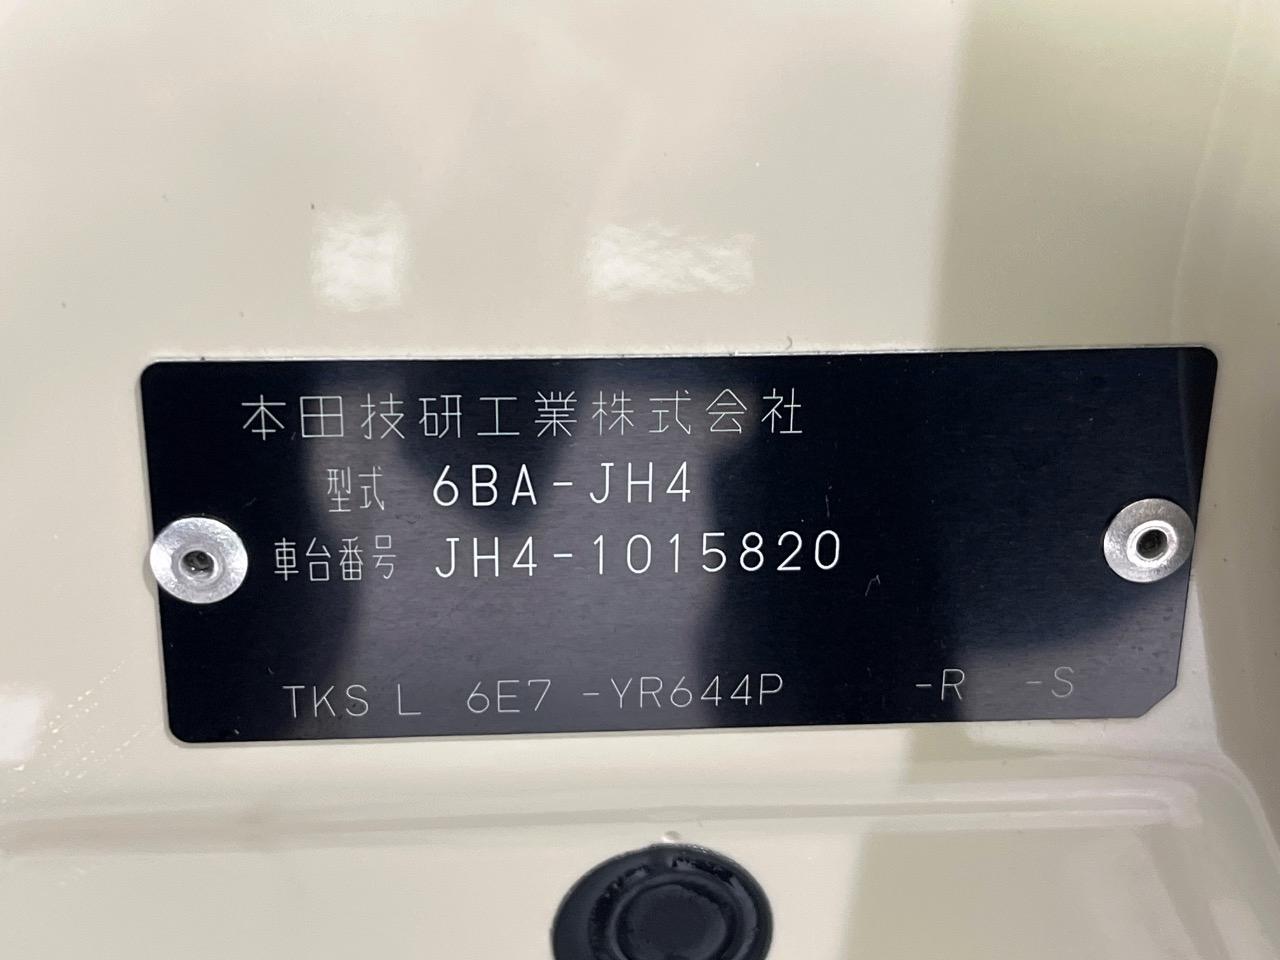 本田技研工業株式会社
型式 6BA-JH4
車台番号 JH4-1015820
TKS L 6E7 -YR644P -R -S